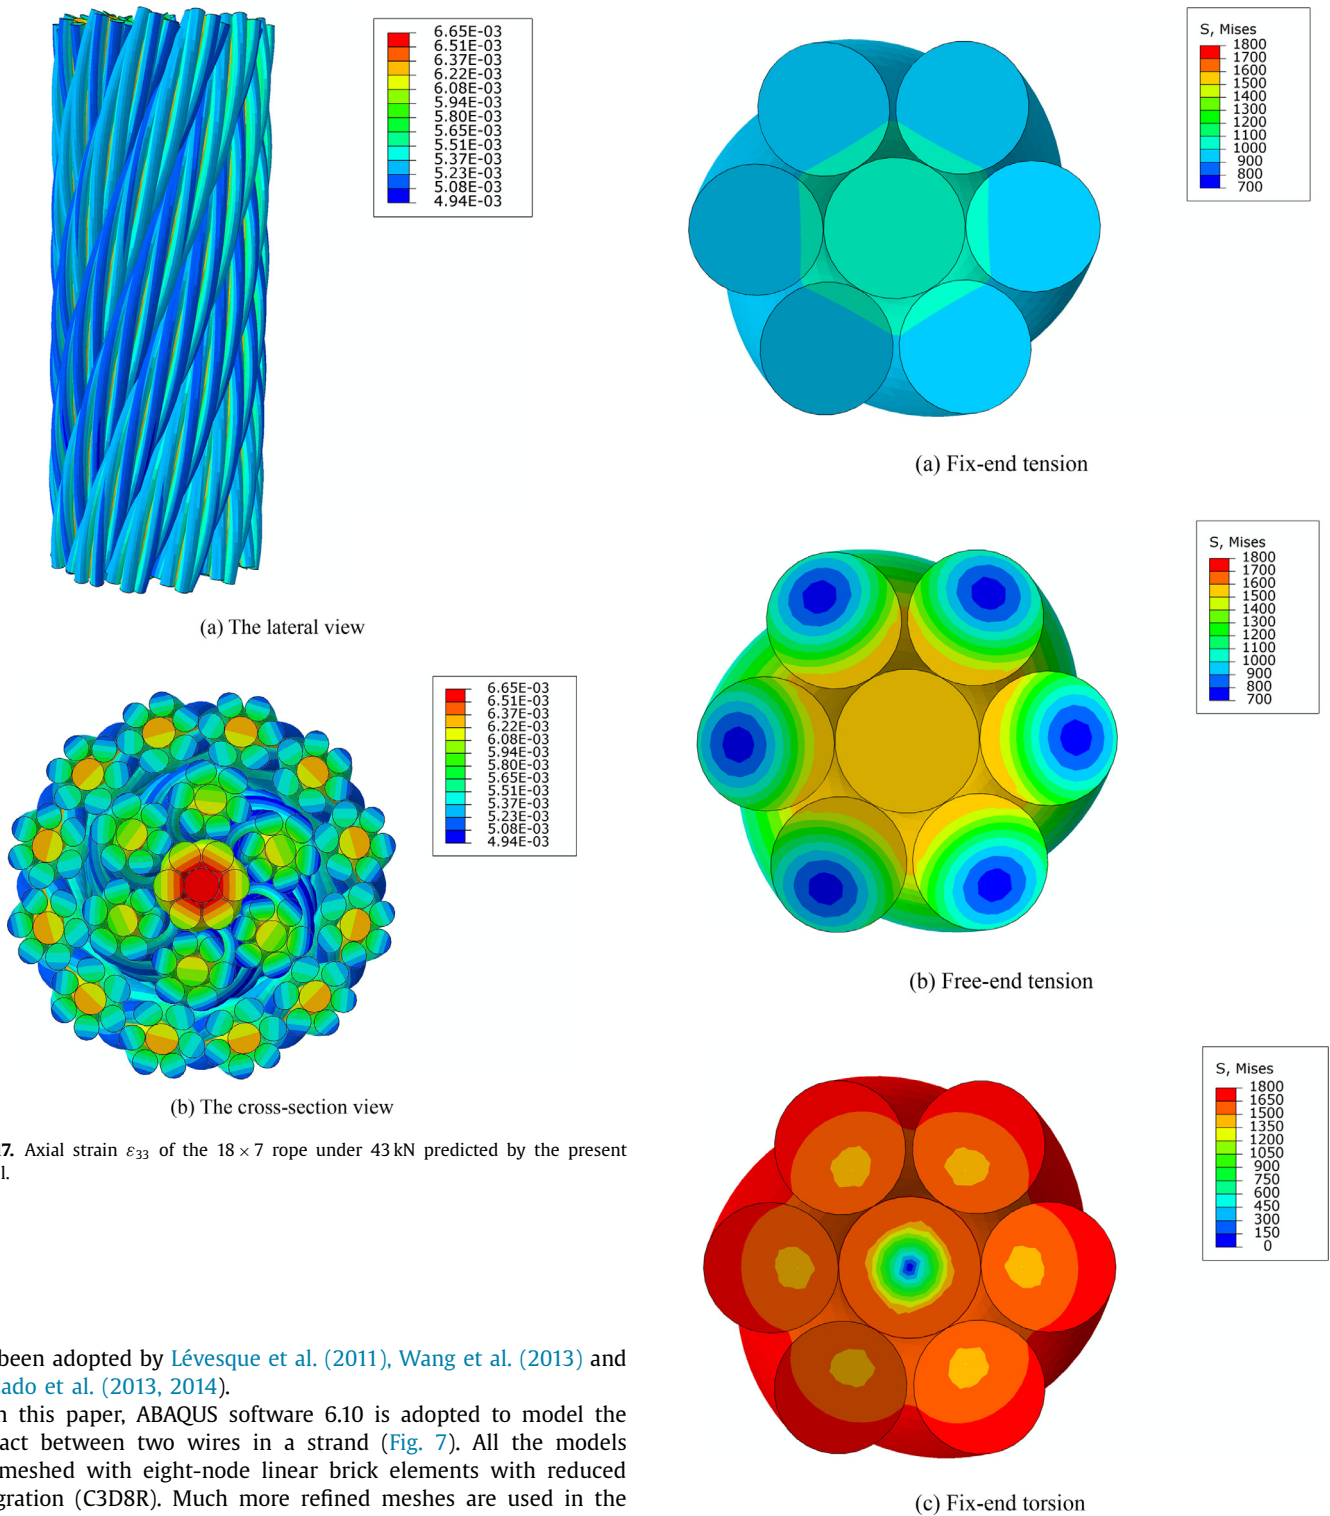 6.65E-03
6.51E-03
6.37E-03
6.22E-03
6.08E-03
5.94E-03
5.80E-03
5.65E-03
5.51E-03
5.37E-03
5.23E-03
5.08E-03
4.94E-03
(a) The lateral view
6.65E-03
6.51E-03
6.37E-03
6.22E-03
6.08E-03
5.94E-03
5.80E-03
5.65E-03
5.51E-03
5.37E-03
5.23E-03
5.08E-03
4.94E-03
(b) The cross-section view
7. Axial strain ε33 of the 18 × 7 rope under 43 kN predicted by the present
l.
been adopted by Lévesque et al. (2011), Wang et al. (2013) and
ado et al. (2013, 2014).
n this paper, ABAQUS software 6.10 is adopted to model the
act between two wires in a strand (Fig. 7). All the models
meshed with eight-node linear brick elements with reduced
gration (C3D8R). Much more refined meshes are used in the
S, Mises
1800
1700
1600
1500
1400
1300
1200
1100
1000
900
800
700
(a) Fix-end tension
S, Mises
1800
1700
1600
1500
1400
1300
1200
1100
1000
900
800
700
(b) Free-end tension
S, Mises
1800
1650
1500
1350
1200
1050
900
750
600
450
300
150
0
(c) Fix-end torsion